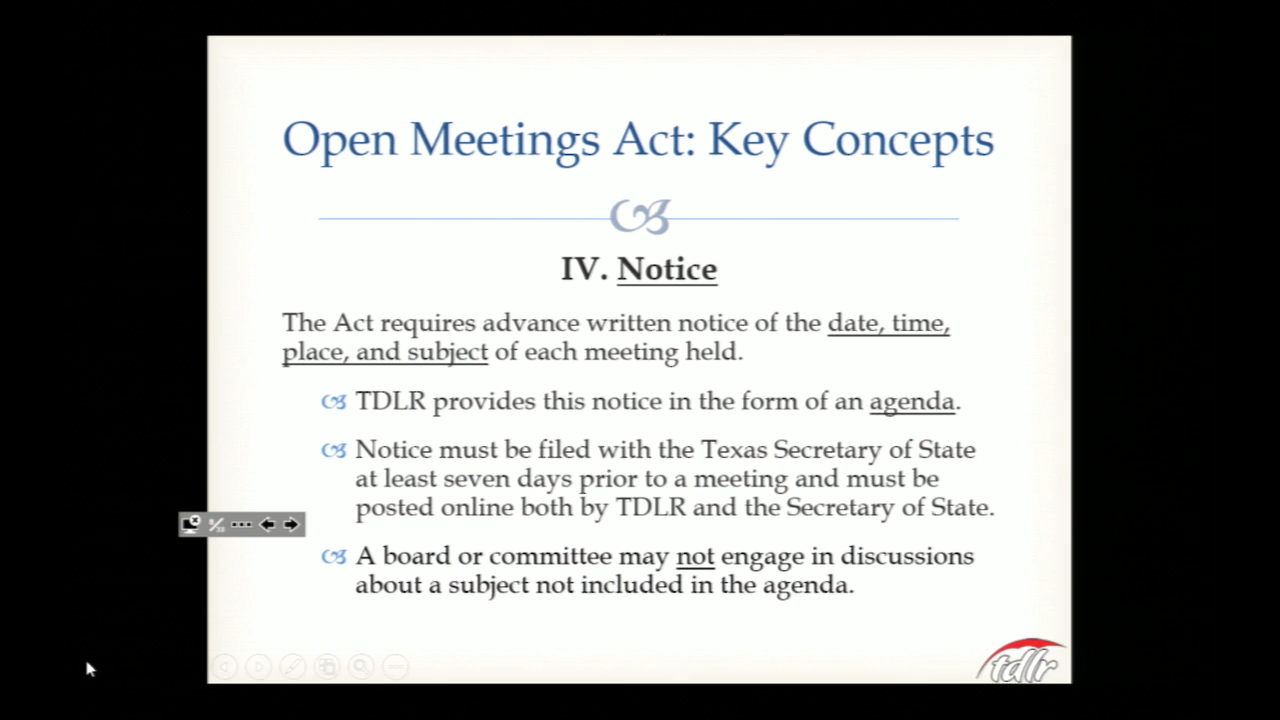 Open Meetings Act: Key Concepts
IV. Notice
The Act requires advance written notice of the date, time,
place, and subject of each meeting held.
TDLR provides this notice in the form of an agenda.
Notice must be filed with the Texas Secretary of State
at least seven days prior to a meeting and must be
posted online both by TDLR and the Secretary of State.
A board or committee may not engage in discussions
about a subject not included in the agenda.
tdlr